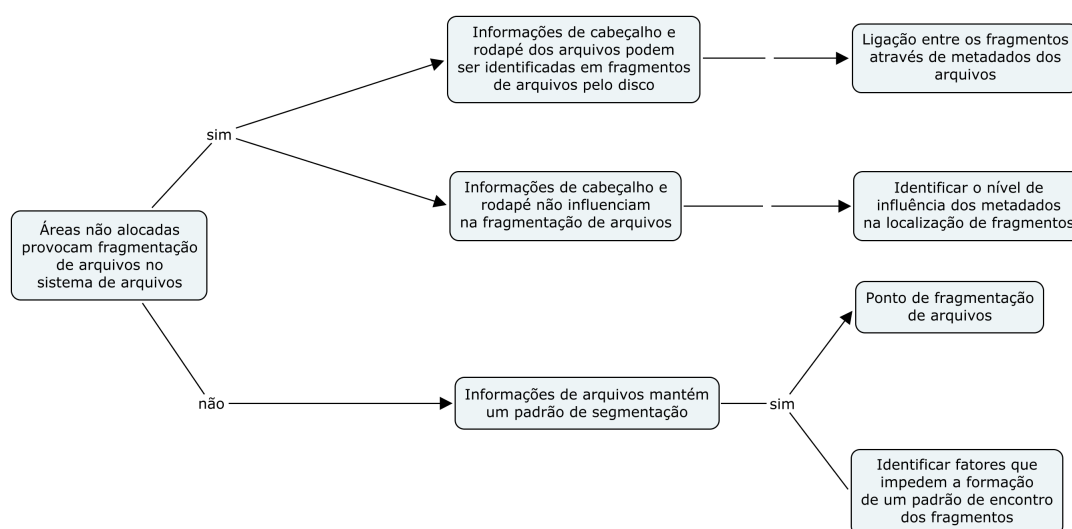 Informações de cabeçalho e
rodapé dos arquivos podem
ser identificadas em fragmentos
de arquivos pelo disco
Ligação entre os fragmentos
através de metadados dos
arquivos
sim
Informações de cabeçalho e
rodapé não influenciam
na fragmentação de arquivos
Identificar o nível de
influência dos metadados
na localização de fragmentos
Áreas não alocadas
provocam fragmentação
de arquivos no
sistema de arquivos
Ponto de fragmentação
de arquivos
não
Informações de arquivos mantém
um padrão de segmentação
sim
Identificar fatores que
impedem a formação
de um padrão de encontro
dos fragmentos